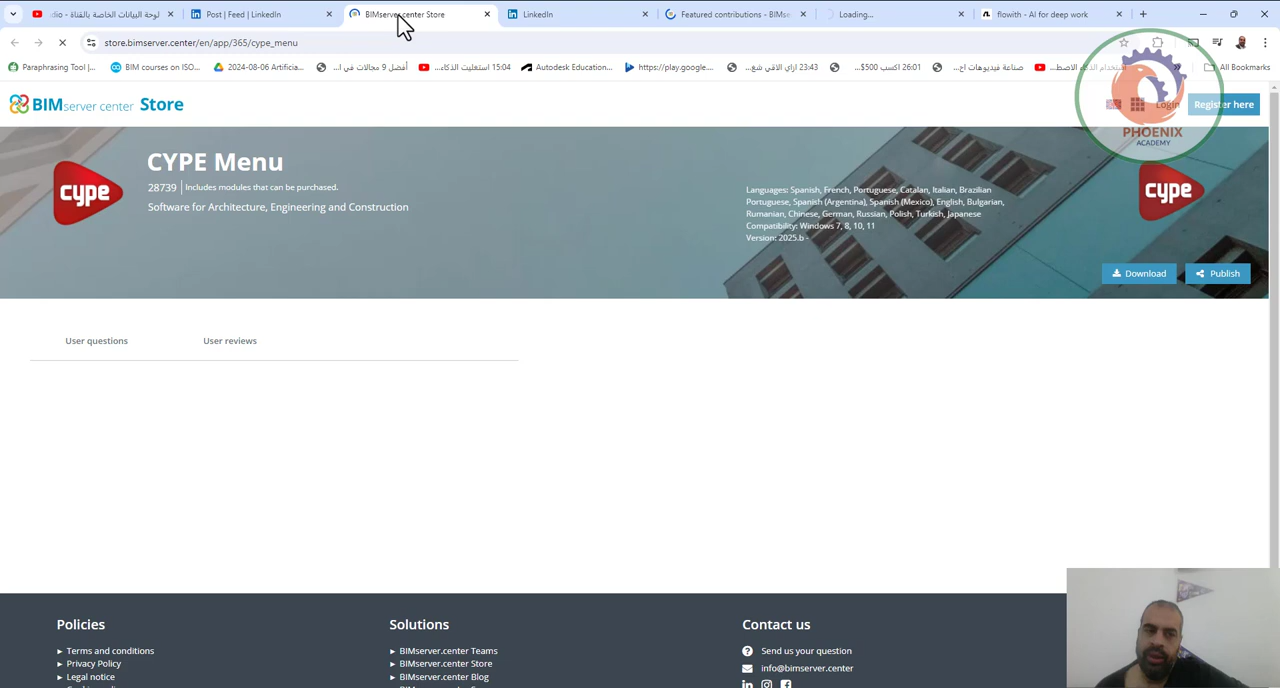 لوحة البيانات الخاصة بالقناة - dio
Post | Feed | LinkedIn
BIMserver.center Store
LinkedIn
Featured contributions - BIMse
Loading...
flowith - AI for deep work
store.bimserver.center/en/app/365/cype_menu
Paraphrasing Tool |...
BIM courses on ISO...
2024-08-06 Artificia...
أفضل 9 مجالات في ا...
15:04 استغليت الذكاء...
Autodesk Education...
https://play.google....
23:43 ازاي الاقي شغ...
26:01 اكسب 500$...
صناعة فيديوهات اح...
All Bookmarks
BIMserver center Store
Login
Register here
PHOENIX
ACADEMY
cype
CYPE Menu
28739 | Includes modules that can be purchased.
Software for Architecture, Engineering and Construction
Languages: Spanish, French, Portuguese, Catalan, Italian, Brazilian
Portuguese, Spanish (Argentina), Spanish (Mexico), English, Bulgarian,
Rumanian, Chinese, German, Russian, Polish, Turkish, Japanese
Compatibility: Windows 7, 8, 10, 11
Version: 2025.b -
cype
Download
Publish
User questions
User reviews
Policies
Terms and conditions
Privacy Policy
Legal notice
Solutions
BIMserver.center Teams
BIMserver.center Store
BIMserver.center Blog
Contact us
Send us your question
info@bimserver.center